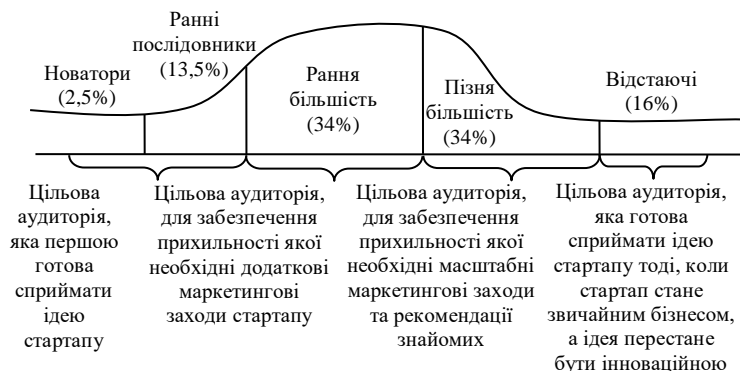 Новатори
(2,5%)
Ранні
послідовники
(13,5%)
Рання
більшість
(34%)
Пізня
більшість
(34%)
Відстаючі
(16%)
Цільова
аудиторія,
яка першою
готова
сприймати
ідею
стартапу
Цільова аудиторія,
для забезпечення
прихильності якої
необхідні додаткові
маркетингові
заходи стартапу
Цільова аудиторія,
для забезпечення
прихильності якої
необхідні масштабні
маркетингові заходи
та рекомендації
знайомих
Цільова аудиторія,
яка готова
сприймати ідею
стартапу тоді, коли
стартап стане
звичайним бізнесом,
а ідея перестане
бути інноваційною